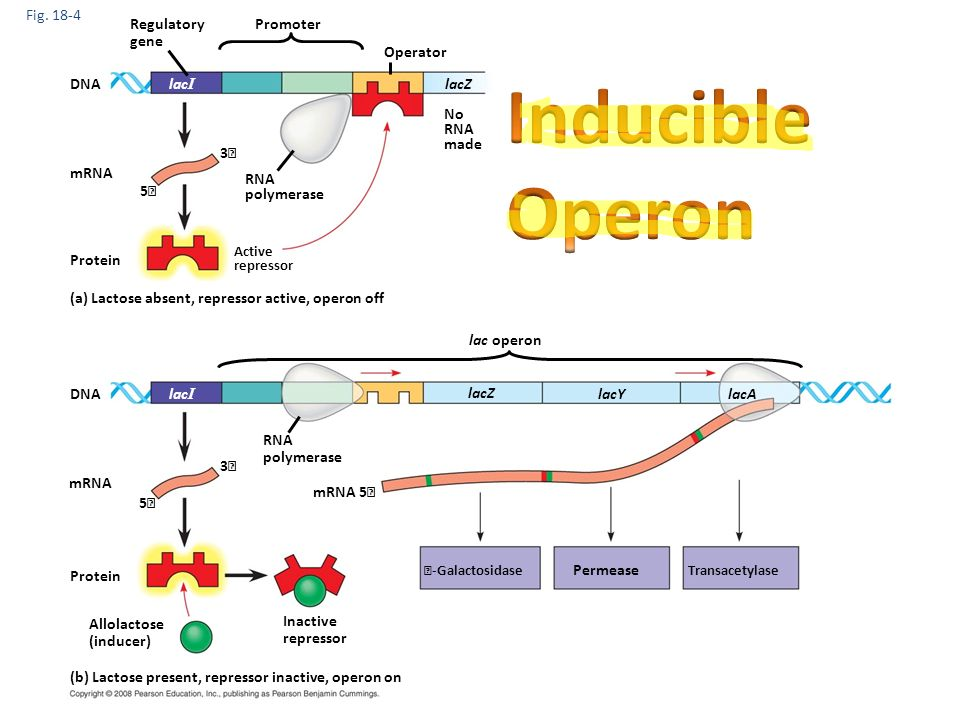 Fig. 18-4
Regulatory
gene
Promoter
Operator
DNA
lacI
lacZ
No
RNA
made
3
mRNA
5
RNA
polymerase
Active
repressor
Protein
(a) Lactose absent, repressor active, operon off
Inducible
Operon
lac operon
DNA
lacI
lacZ
lacY
lacA
RNA
polymerase
3
mRNA
5
mRNA 5
Protein
-Galactosidase
Permease
Transacetylase
Allolactose
(inducer)
Inactive
repressor
(b) Lactose present, repressor inactive, operon on
Copyright © 2008 Pearson Education, Inc., publishing as Pearson Benjamin Cummings.